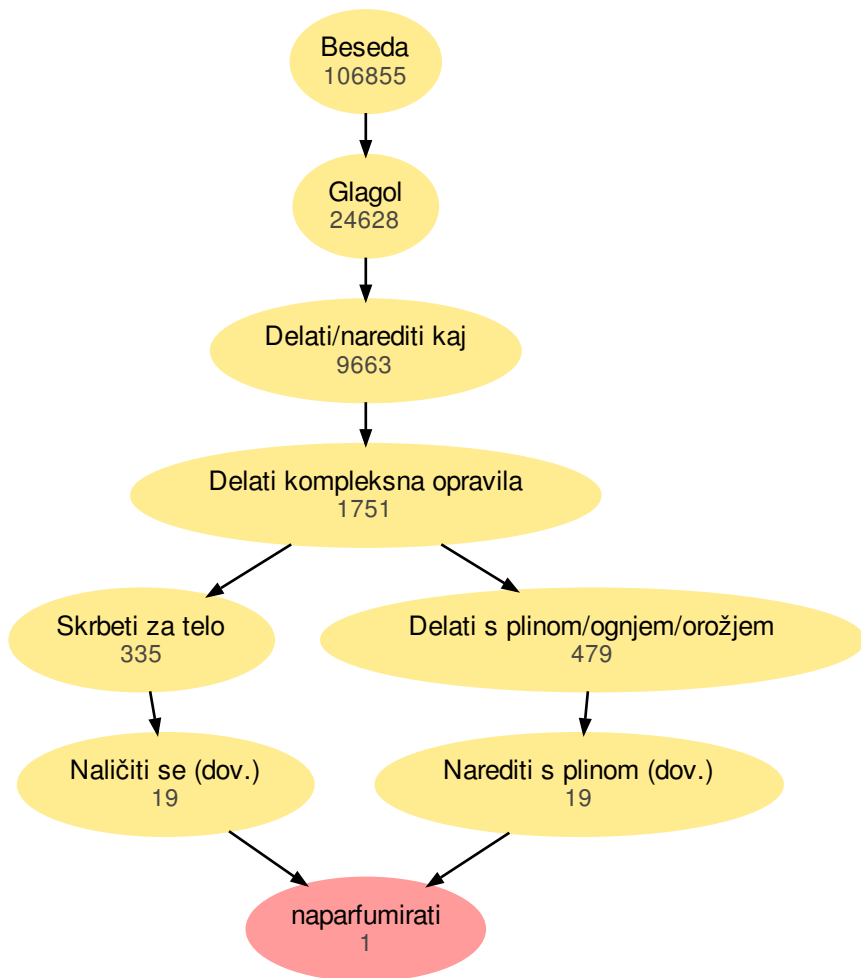 Beseda
106855
Glagol
24628
Delati/narediti kaj
9663
Delati kompleksna opravila
1751
Skrbeti za telo
335
Delati s plinom/ognjem/orožjem
479
Naličiti se (dov.)
19
Narediti s plinom (dov.)
19
naparfumirati
1